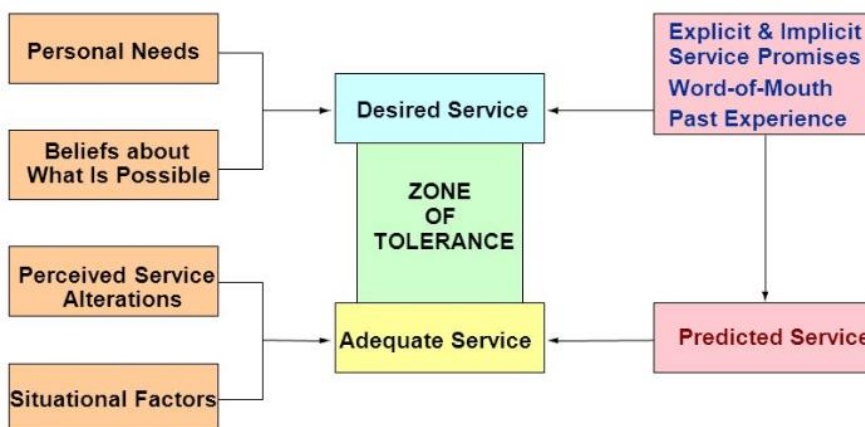 Personal Needs
Beliefs about
What Is Possible
Perceived Service
Alterations
Situational Factors
Desired Service
ZONE
OF
TOLERANCE
Adequate Service
Explicit & Implicit
Service Promises
Word-of-Mouth
Past Experience
Predicted Service